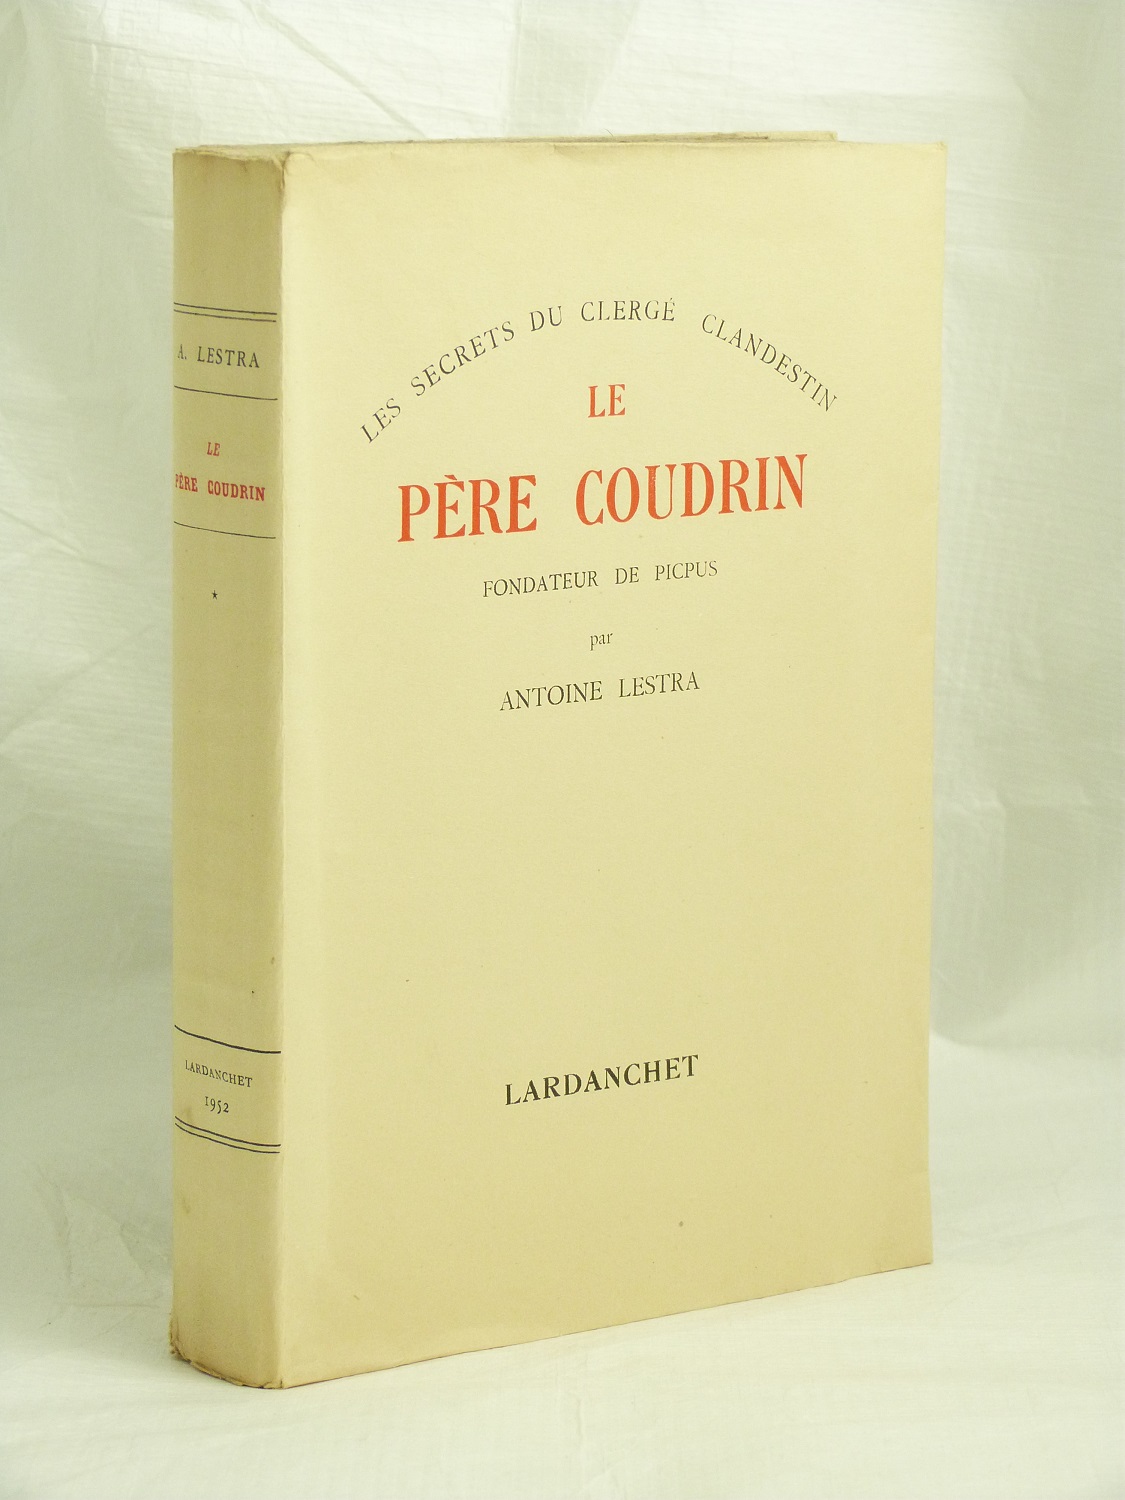 A. LESTRA
LE
PÈRE COUDRIN
*
LARDANCHET
1952
LES SECRETS DU CLERGÉ CLANDESTIN
LE
PÈRE COUDRIN
FONDATEUR DE PICPUS
par
ANTOINE LESTRA
LARDANCHET